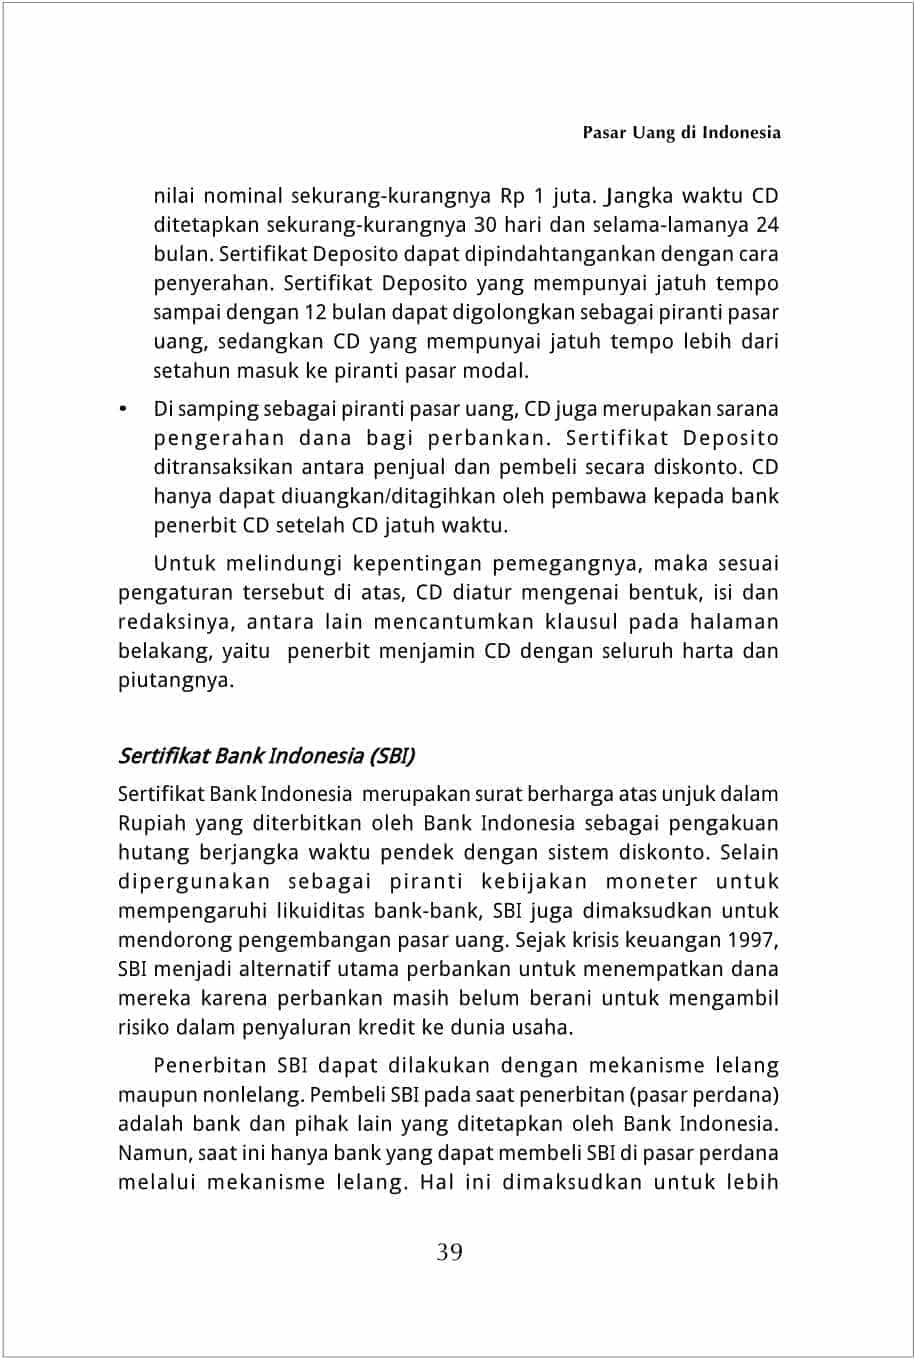 Pasar Uang di Indonesia
nilai nominal sekurang-kurangnya Rp 1 juta. Jangka waktu CD
ditetapkan sekurang-kurangnya 30 hari dan selama-lamanya 24
bulan. Sertifikat Deposito dapat dipindahtangankan dengan cara
penyerahan. Sertifikat Deposito yang mempunyai jatuh tempo
sampai dengan 12 bulan dapat digolongkan sebagai piranti pasar
uang, sedangkan CD yang mempunyai jatuh tempo lebih dari
setahun masuk ke piranti pasar modal.
• Di samping sebagai piranti pasar uang, CD juga merupakan sarana
pengerahan dana bagi perbankan. Sertifikat Deposito
ditransaksikan antara penjual dan pembeli secara diskonto. CD
hanya dapat diuangkan/ditagihkan oleh pembawa kepada bank
penerbit CD setelah CD jatuh waktu.
Untuk melindungi kepentingan pemegangnya, maka sesuai
pengaturan tersebut di atas, CD diatur mengenai bentuk, isi dan
redaksinya, antara lain mencantumkan klausul pada halaman
belakang, yaitu penerbit menjamin CD dengan seluruh harta dan
piutangnya.
Sertifikat Bank Indonesia (SBI)
Sertifikat Bank Indonesia merupakan surat berharga atas unjuk dalam
Rupiah yang diterbitkan oleh Bank Indonesia sebagai pengakuan
hutang berjangka waktu pendek dengan sistem diskonto. Selain
dipergunakan sebagai piranti kebijakan moneter untuk
mempengaruhi likuiditas bank-bank, SBI juga dimaksudkan untuk
mendorong pengembangan pasar uang. Sejak krisis keuangan 1997,
SBI menjadi alternatif utama perbankan untuk menempatkan dana
mereka karena perbankan masih belum berani untuk mengambil
risiko dalam penyaluran kredit ke dunia usaha.
Penerbitan SBI dapat dilakukan dengan mekanisme lelang
maupun nonlelang. Pembeli SBI pada saat penerbitan (pasar perdana)
adalah bank dan pihak lain yang ditetapkan oleh Bank Indonesia.
Namun, saat ini hanya bank yang dapat membeli SBI di pasar perdana
melalui mekanisme lelang. Hal ini dimaksudkan untuk lebih
39